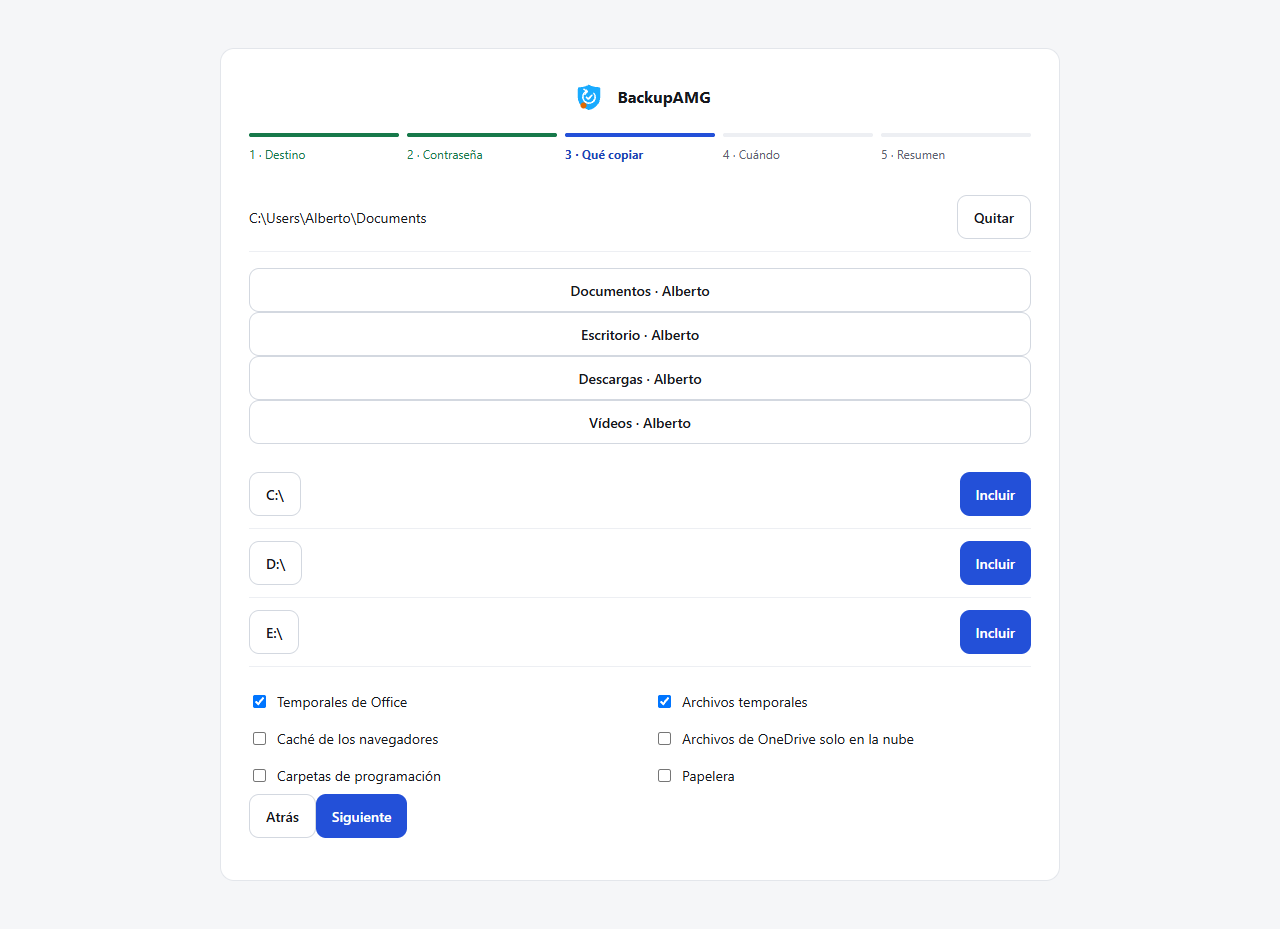 BackupAMG
1 · Destino
2 · Contraseña
3 · Qué copiar
4 · Cuándo
5 · Resumen
C:\Users\Alberto\Documents
Quitar
Documentos · Alberto
Escritorio · Alberto
Descargas · Alberto
Vídeos · Alberto
C:\
Incluir
D:\
Incluir
E:\
Incluir
Temporales de Office
Archivos temporales
Caché de los navegadores
Archivos de OneDrive solo en la nube
Carpetas de programación
Papelera
Atrás
Siguiente